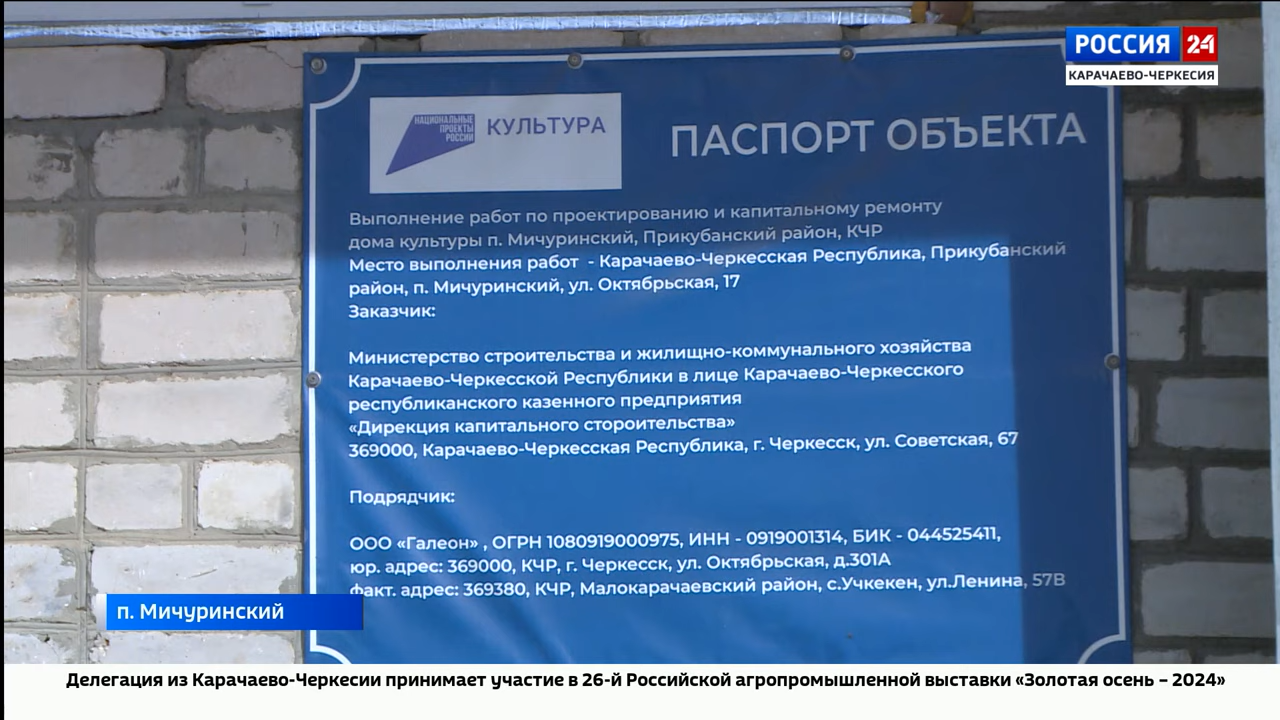 РОССИЯ 24
КАРАЧАЕВО-ЧЕРКЕСИЯ
НАЦИОНАЛЬНЫЕ
ПРОЕКТЫ
РОССИИ
КУЛЬТУРА
ПАСПОРТ ОБЪЕКТА
Выполнение работ по проектированию и капитальному ремонту
дома культуры п. Мичуринский, Прикубанский район, КЧР
Место выполнения работ - Карачаево-Черкесская Республика, Прикубанский
район, п. Мичуринский, ул. Октябрьская, 17
Заказчик:
Министерство строительства и жилищно-коммунального хозяйства
Карачаево-Черкесской Республики в лице Карачаево-Черкесского
республиканского казенного предприятия
«Дирекция капитального стороительства»
369000, Карачаево-Черкесская Республика, г. Черкесск, ул. Советская, 67
Подрядчик:
ООО «Галеон» , ОГРН 1080919000975, ИНН - 0919001314, БИК - 044525411,
юр. адрес: 369000, КЧР, г. Черкесск, ул. Октябрьская, д.301А
факт. адрес: 369380, КЧР, Малокарачаевский район, с.Учкекен, ул.Ленина, 57В
п. Мичуринский
Делегация из Карачаево-Черкесии принимает участие в 26-й Российской агропромышленной выставки «Золотая осень – 2024»